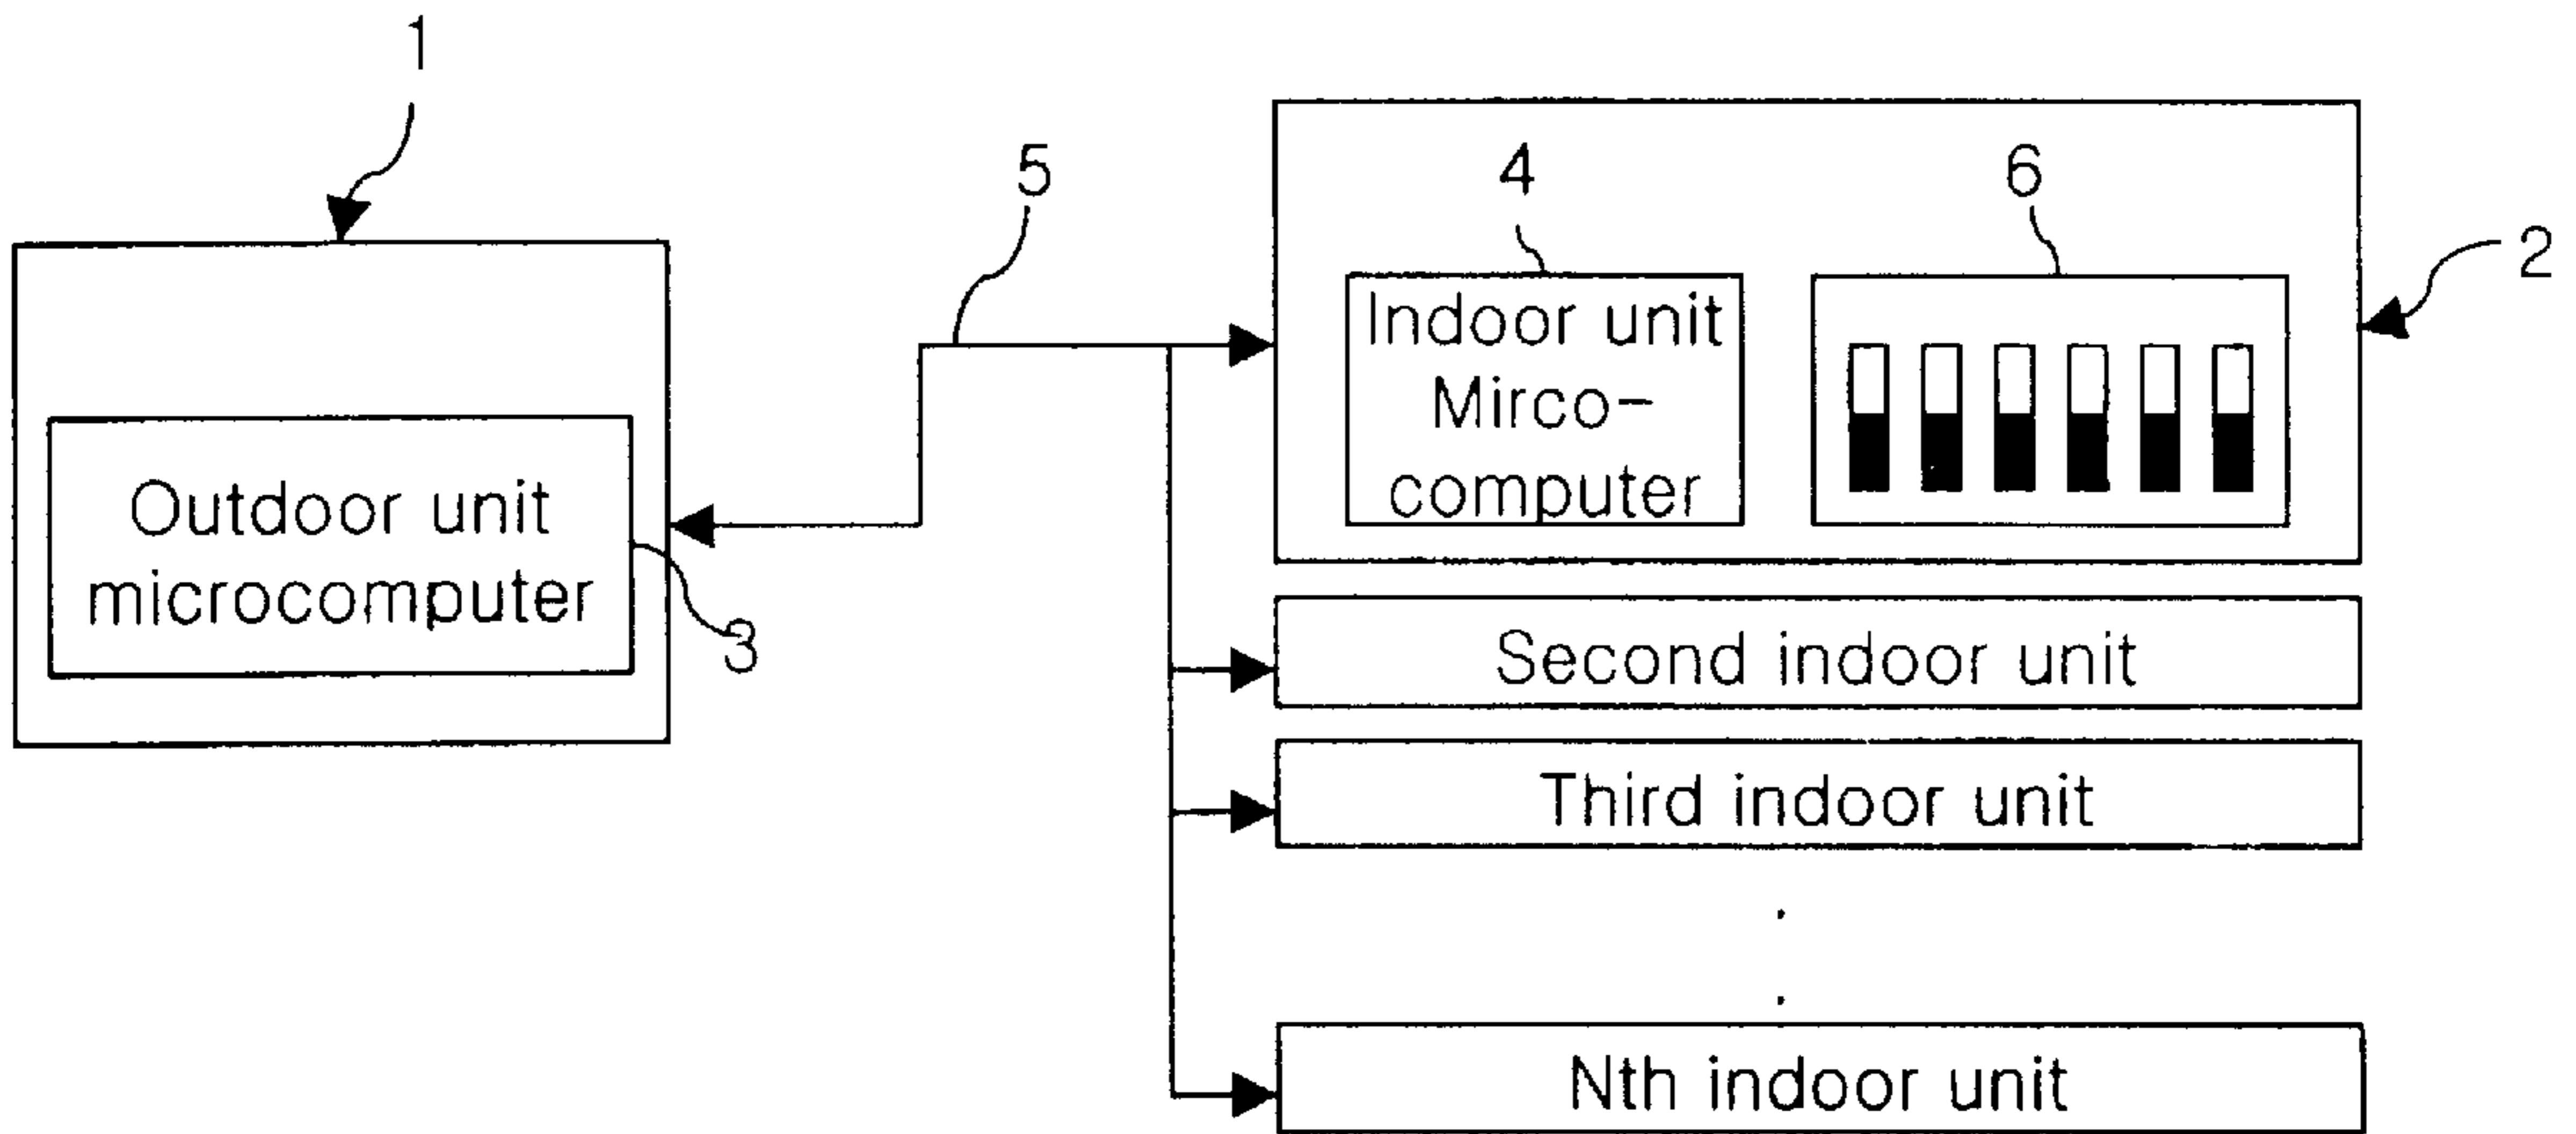 1
5
4
6
2
Outdoor unit
microcomputer
3
Indoor unit
Mirco-
computer
Second indoor unit
Third indoor unit
Nth indoor unit